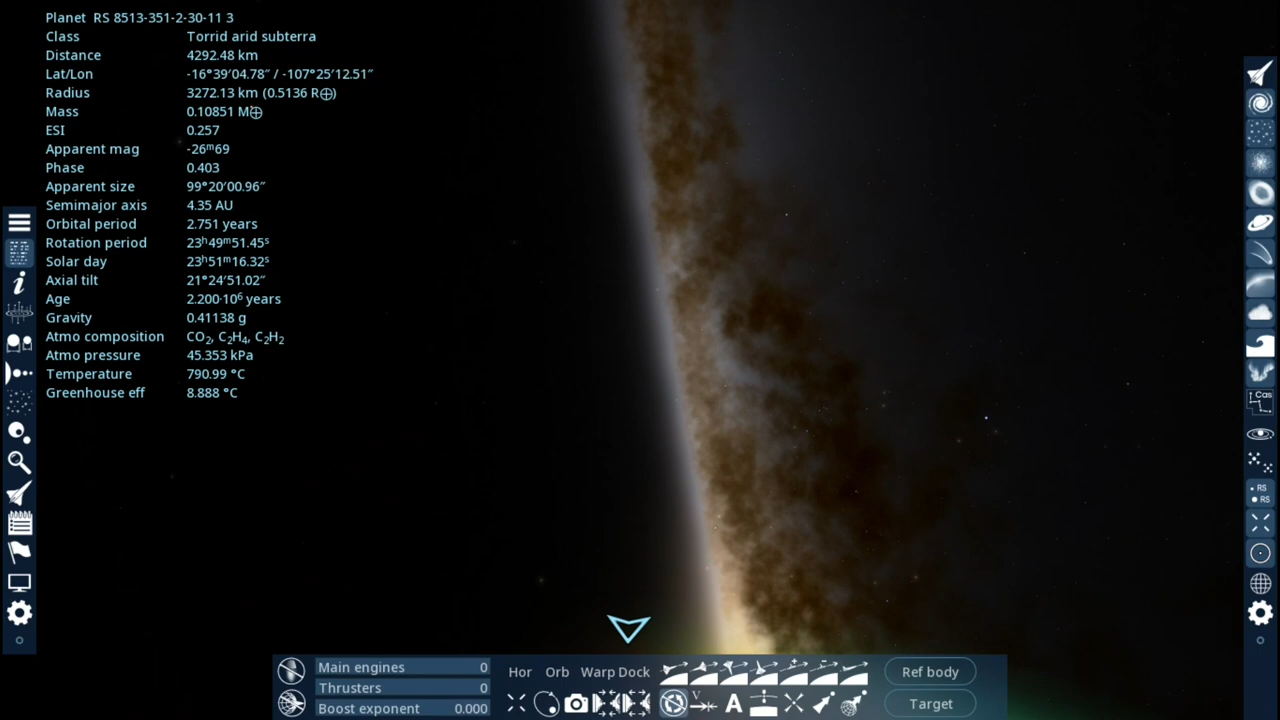 Planet RS 8513-351-2-30-11 3
Class Torrid arid subterra
Distance 4292.48 km
Lat/Lon -16°39′04.78″ / -107°25′12.51″
Radius 3272.13 km (0.5136 R⊕)
Mass 0.10851 M⊕
ESI 0.257
Apparent mag -26ᵐ69
Phase 0.403
Apparent size 99°20′00.96″
Semimajor axis 4.35 AU
Orbital period 2.751 years
Rotation period 23ʰ49ᵐ51.45ˢ
Solar day 23ʰ51ᵐ16.32ˢ
Axial tilt 21°24′51.02″
Age 2.200·10⁶ years
Gravity 0.41138 g
Atmo composition CO₂, C₂H₄, C₂H₂
Atmo pressure 45.353 kPa
Temperature 790.99 °C
Greenhouse eff 8.888 °C
Cas
RS
RS
Main engines 0
Thrusters 0
Boost exponent 0.000
Hor Orb Warp Dock
V
A
Ref body
Target